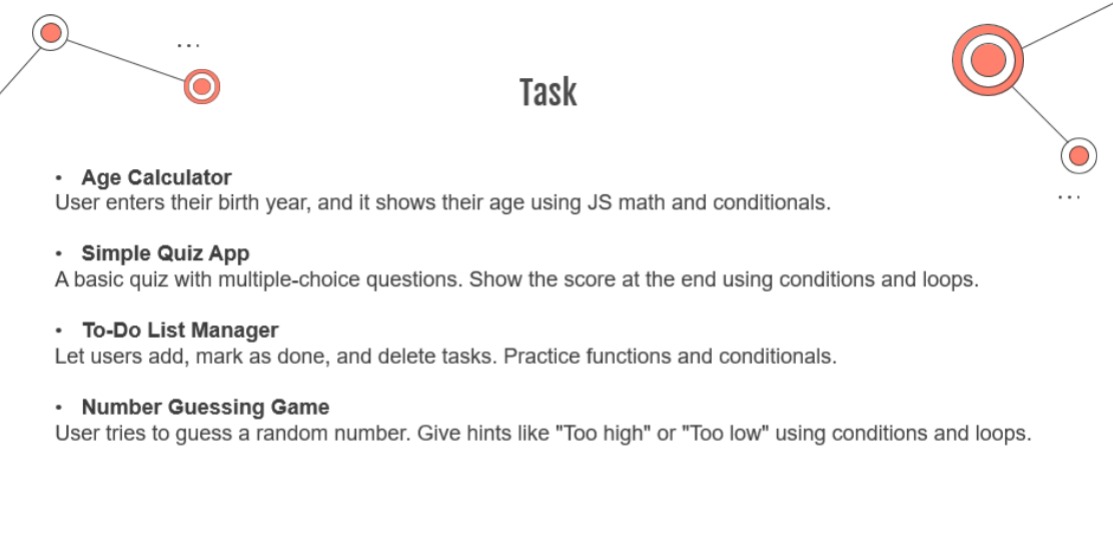 ...
Task
...
• Age Calculator
User enters their birth year, and it shows their age using JS math and conditionals.
• Simple Quiz App
A basic quiz with multiple-choice questions. Show the score at the end using conditions and loops.
• To-Do List Manager
Let users add, mark as done, and delete tasks. Practice functions and conditionals.
• Number Guessing Game
User tries to guess a random number. Give hints like "Too high" or "Too low" using conditions and loops.